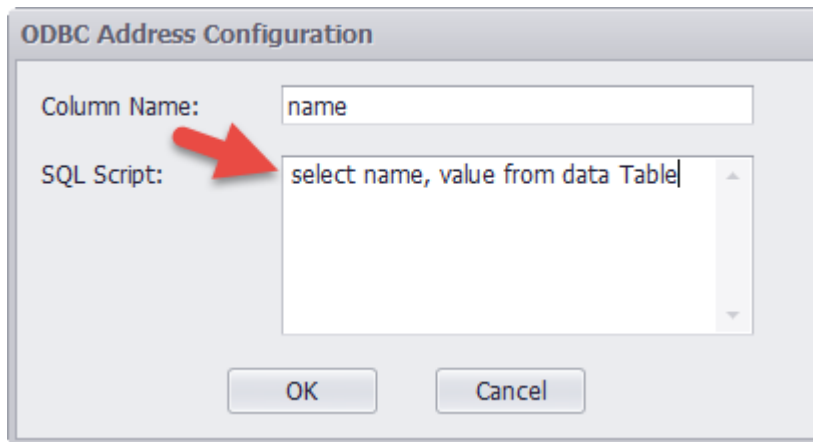 ODBC Address Configuration
Column Name: name
SQL Script: select name, value from data Table
OK Cancel